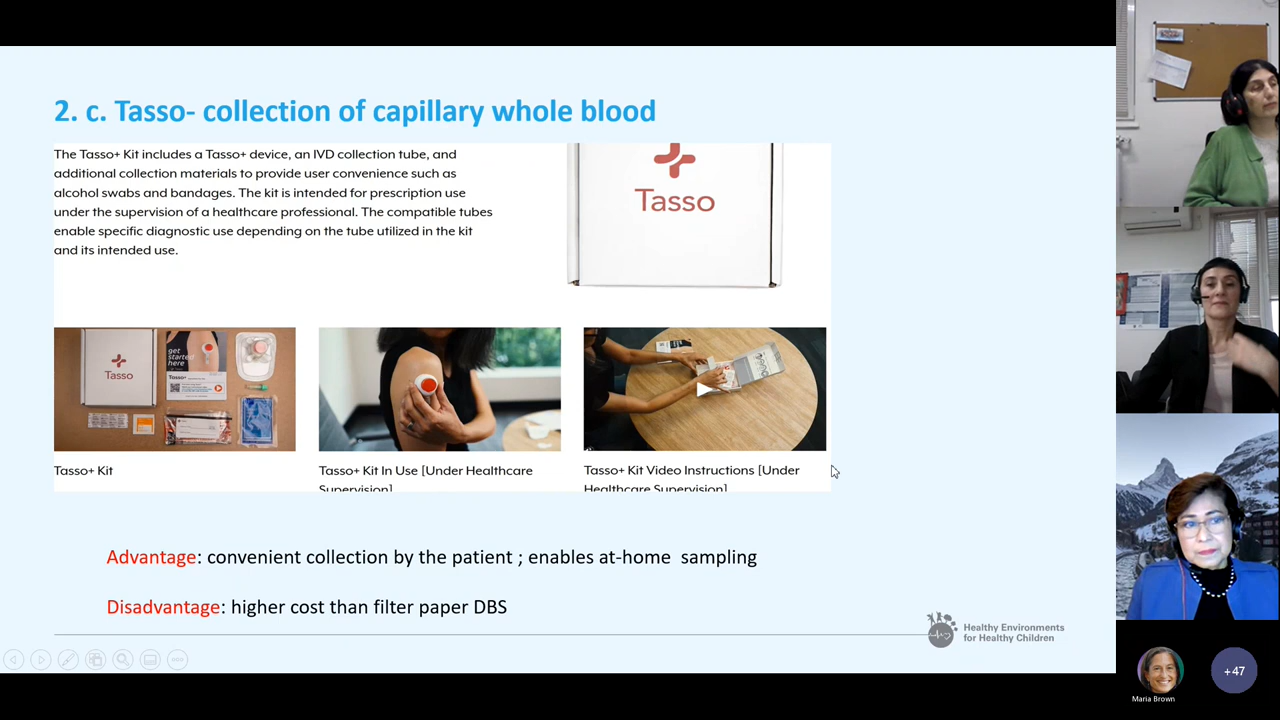 2. c. Tasso- collection of capillary whole blood
The Tasso+ Kit includes a Tasso+ device, an IVD collection tube, and
additional collection materials to provide user convenience such as
alcohol swabs and bandages. The kit is intended for prescription use
under the supervision of a healthcare professional. The compatible tubes
enable specific diagnostic use depending on the tube utilized in the kit
and its intended use.
Tasso
Tasso
get
started
here
Tasso+
Tasso+ Kit
Tasso+ Kit In Use [Under Healthcare
Supervision]
Tasso+ Kit Video Instructions [Under
Healthcare Supervision]
Advantage: convenient collection by the patient ; enables at-home sampling
Disadvantage: higher cost than filter paper DBS
Healthy Environments
for Healthy Children
Maria Brown
+47